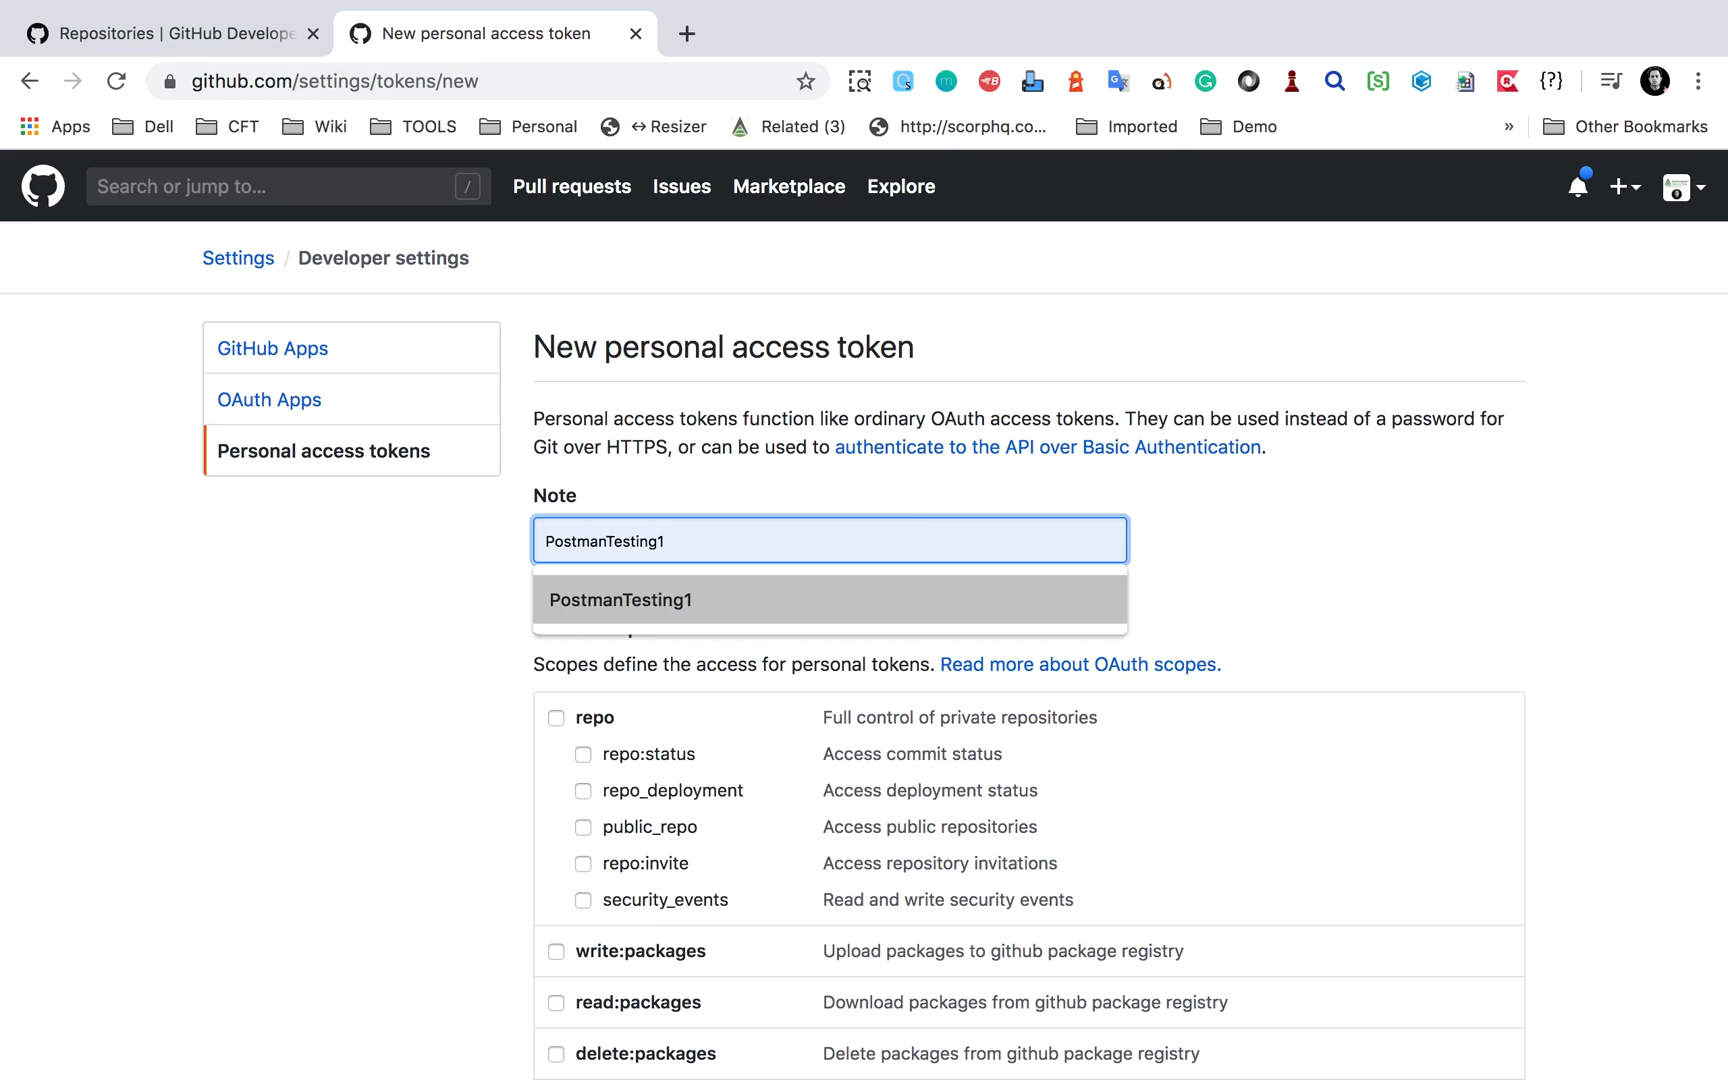 Repositories | GitHub Develope
New personal access token
github.com/settings/tokens/new
Apps
Dell
CFT
Wiki
TOOLS
Personal
↔Resizer
Related (3)
http://scorphq.co...
Imported
Demo
»
Other Bookmarks
Search or jump to...
/
Pull requests
Issues
Marketplace
Explore
Settings / Developer settings
GitHub Apps
OAuth Apps
Personal access tokens
New personal access token
Personal access tokens function like ordinary OAuth access tokens. They can be used instead of a password for
Git over HTTPS, or can be used to authenticate to the API over Basic Authentication.
Note
PostmanTesting1
PostmanTesting1
Scopes define the access for personal tokens. Read more about OAuth scopes.
repo Full control of private repositories
repo:status Access commit status
repo_deployment Access deployment status
public_repo Access public repositories
repo:invite Access repository invitations
security_events Read and write security events
write:packages Upload packages to github package registry
read:packages Download packages from github package registry
delete:packages Delete packages from github package registry